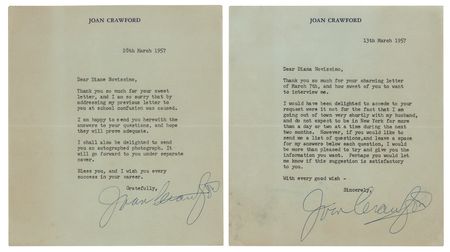 JOAN CRAWFORD
28th March 1957
Dear Diane Novissimo,
Thank you so much for your sweet
letter, and I am so sorry that by
addressing my previous letter to
you at school confusion was caused.
I am happy to send you herewith the
answers to your questions, and hope
they will prove adequate.
I shall also be delighted to send
you an autographed photograph. It
will go forward to you under separate
cover.
Bless you, and I wish you every
success in your career.
Gratefully,
Joan Crawford
JOAN CRAWFORD
13th March 1957
Dear Diana Novissimo,
Thank you so much for your charming letter
of March 7th, and how sweet of you to want
to interview me.
I would have been delighted to accede to your
request were it not for the fact that I am
going out of town very shortly with my husband,
and do not expect to be in New York for more
than a day or two at a time during the next
two months. However, if you would like to
send me a list of questions,and leave a space
for my answers below each question, I would
be more than pleased to try and give you the
information you want. Perhaps you would let
me know if this suggestion is satisfactory
to you.
With every good wish -
Sincerely,
Joan Crawford